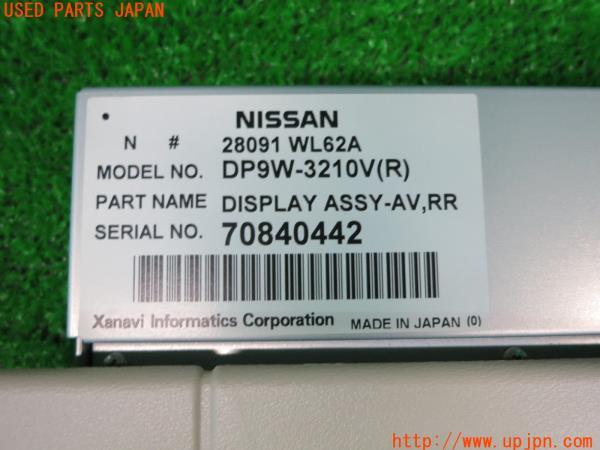 USED PARTS JAPAN
NISSAN
N # 28091 WL62A
MODEL NO. DP9W-3210V(R)
PART NAME DISPLAY ASSY-AV,RR
SERIAL NO. 70840442
Xanavi Informatics Corporation MADE IN JAPAN (0)
http://www.upjpn.com/